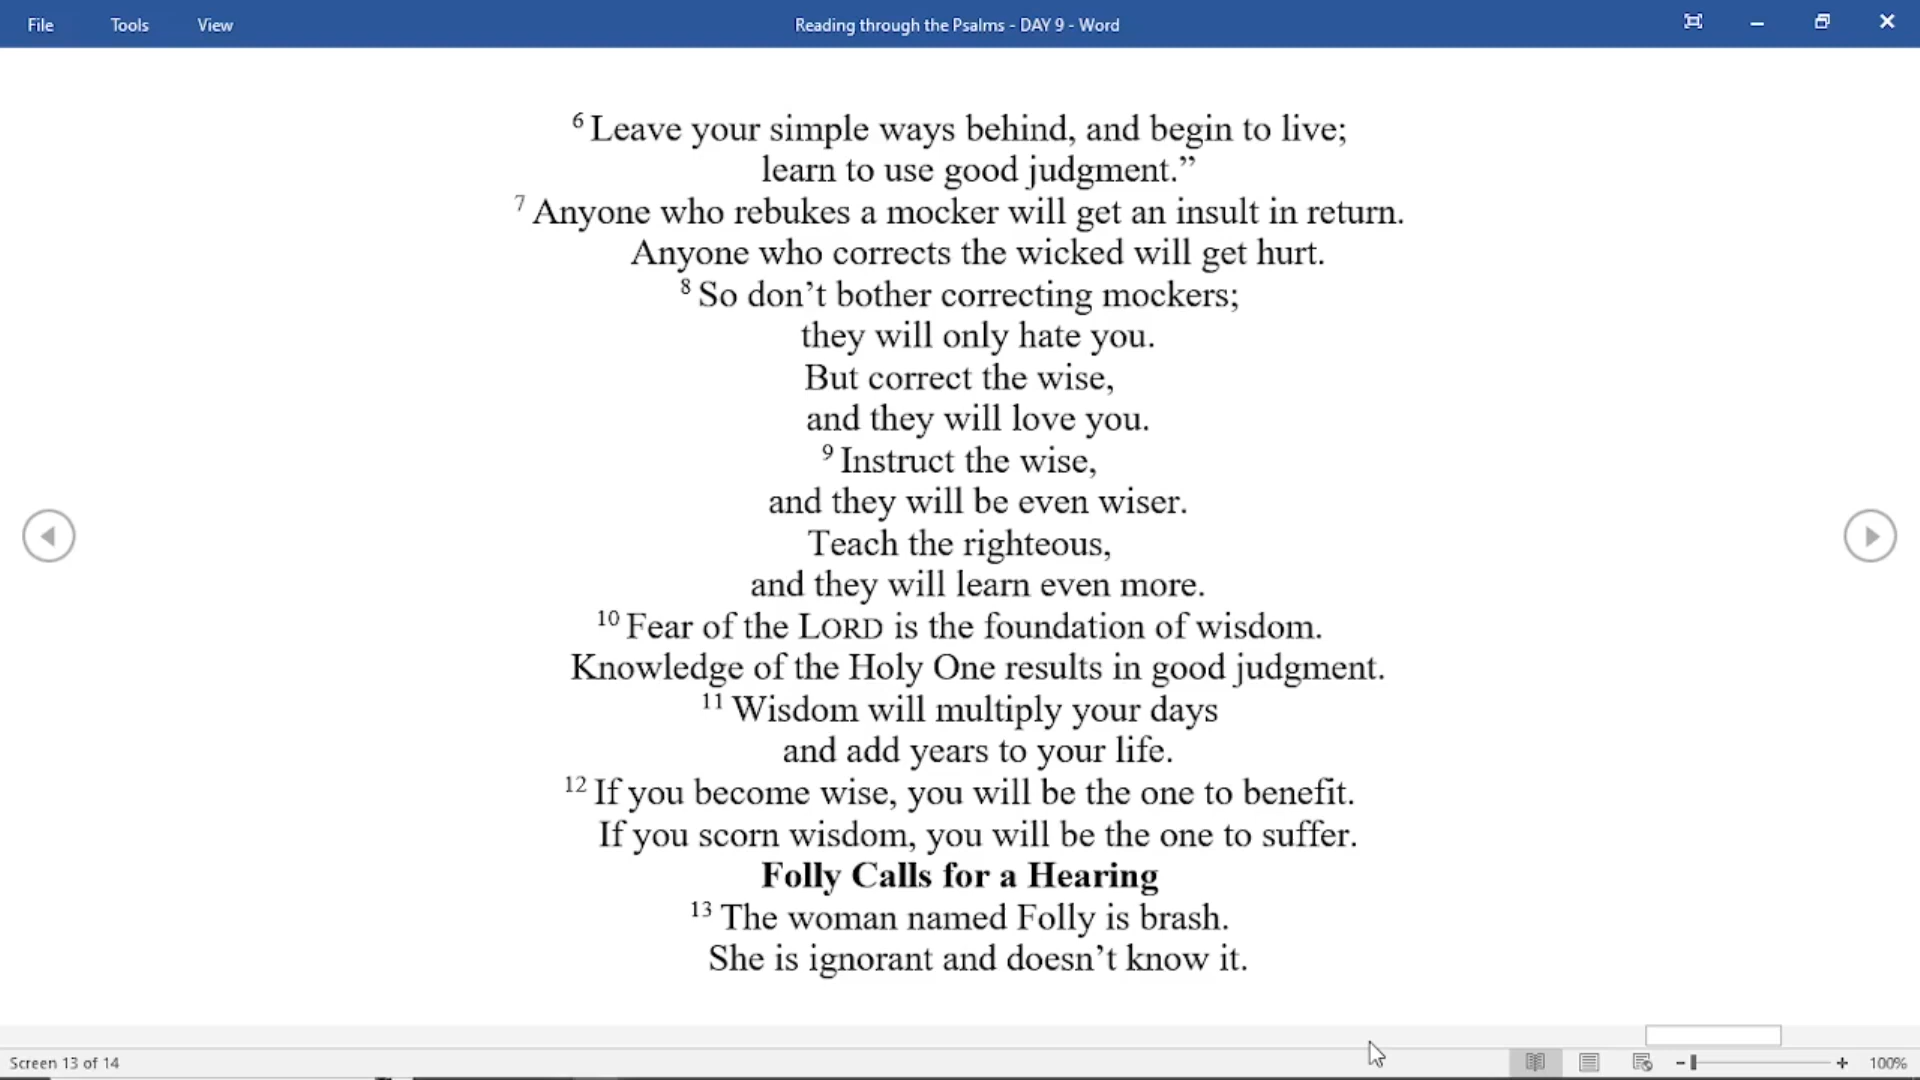 File Tools View Reading through the Psalms - DAY 9 - Word
6 Leave your simple ways behind, and begin to live;
learn to use good judgment.”
7 Anyone who rebukes a mocker will get an insult in return.
Anyone who corrects the wicked will get hurt.
8 So don’t bother correcting mockers;
they will only hate you.
But correct the wise,
and they will love you.
9 Instruct the wise,
and they will be even wiser.
Teach the righteous,
and they will learn even more.
10 Fear of the LORD is the foundation of wisdom.
Knowledge of the Holy One results in good judgment.
11 Wisdom will multiply your days
and add years to your life.
12 If you become wise, you will be the one to benefit.
If you scorn wisdom, you will be the one to suffer.
Folly Calls for a Hearing
13 The woman named Folly is brash.
She is ignorant and doesn’t know it.
Screen 13 of 14 100%